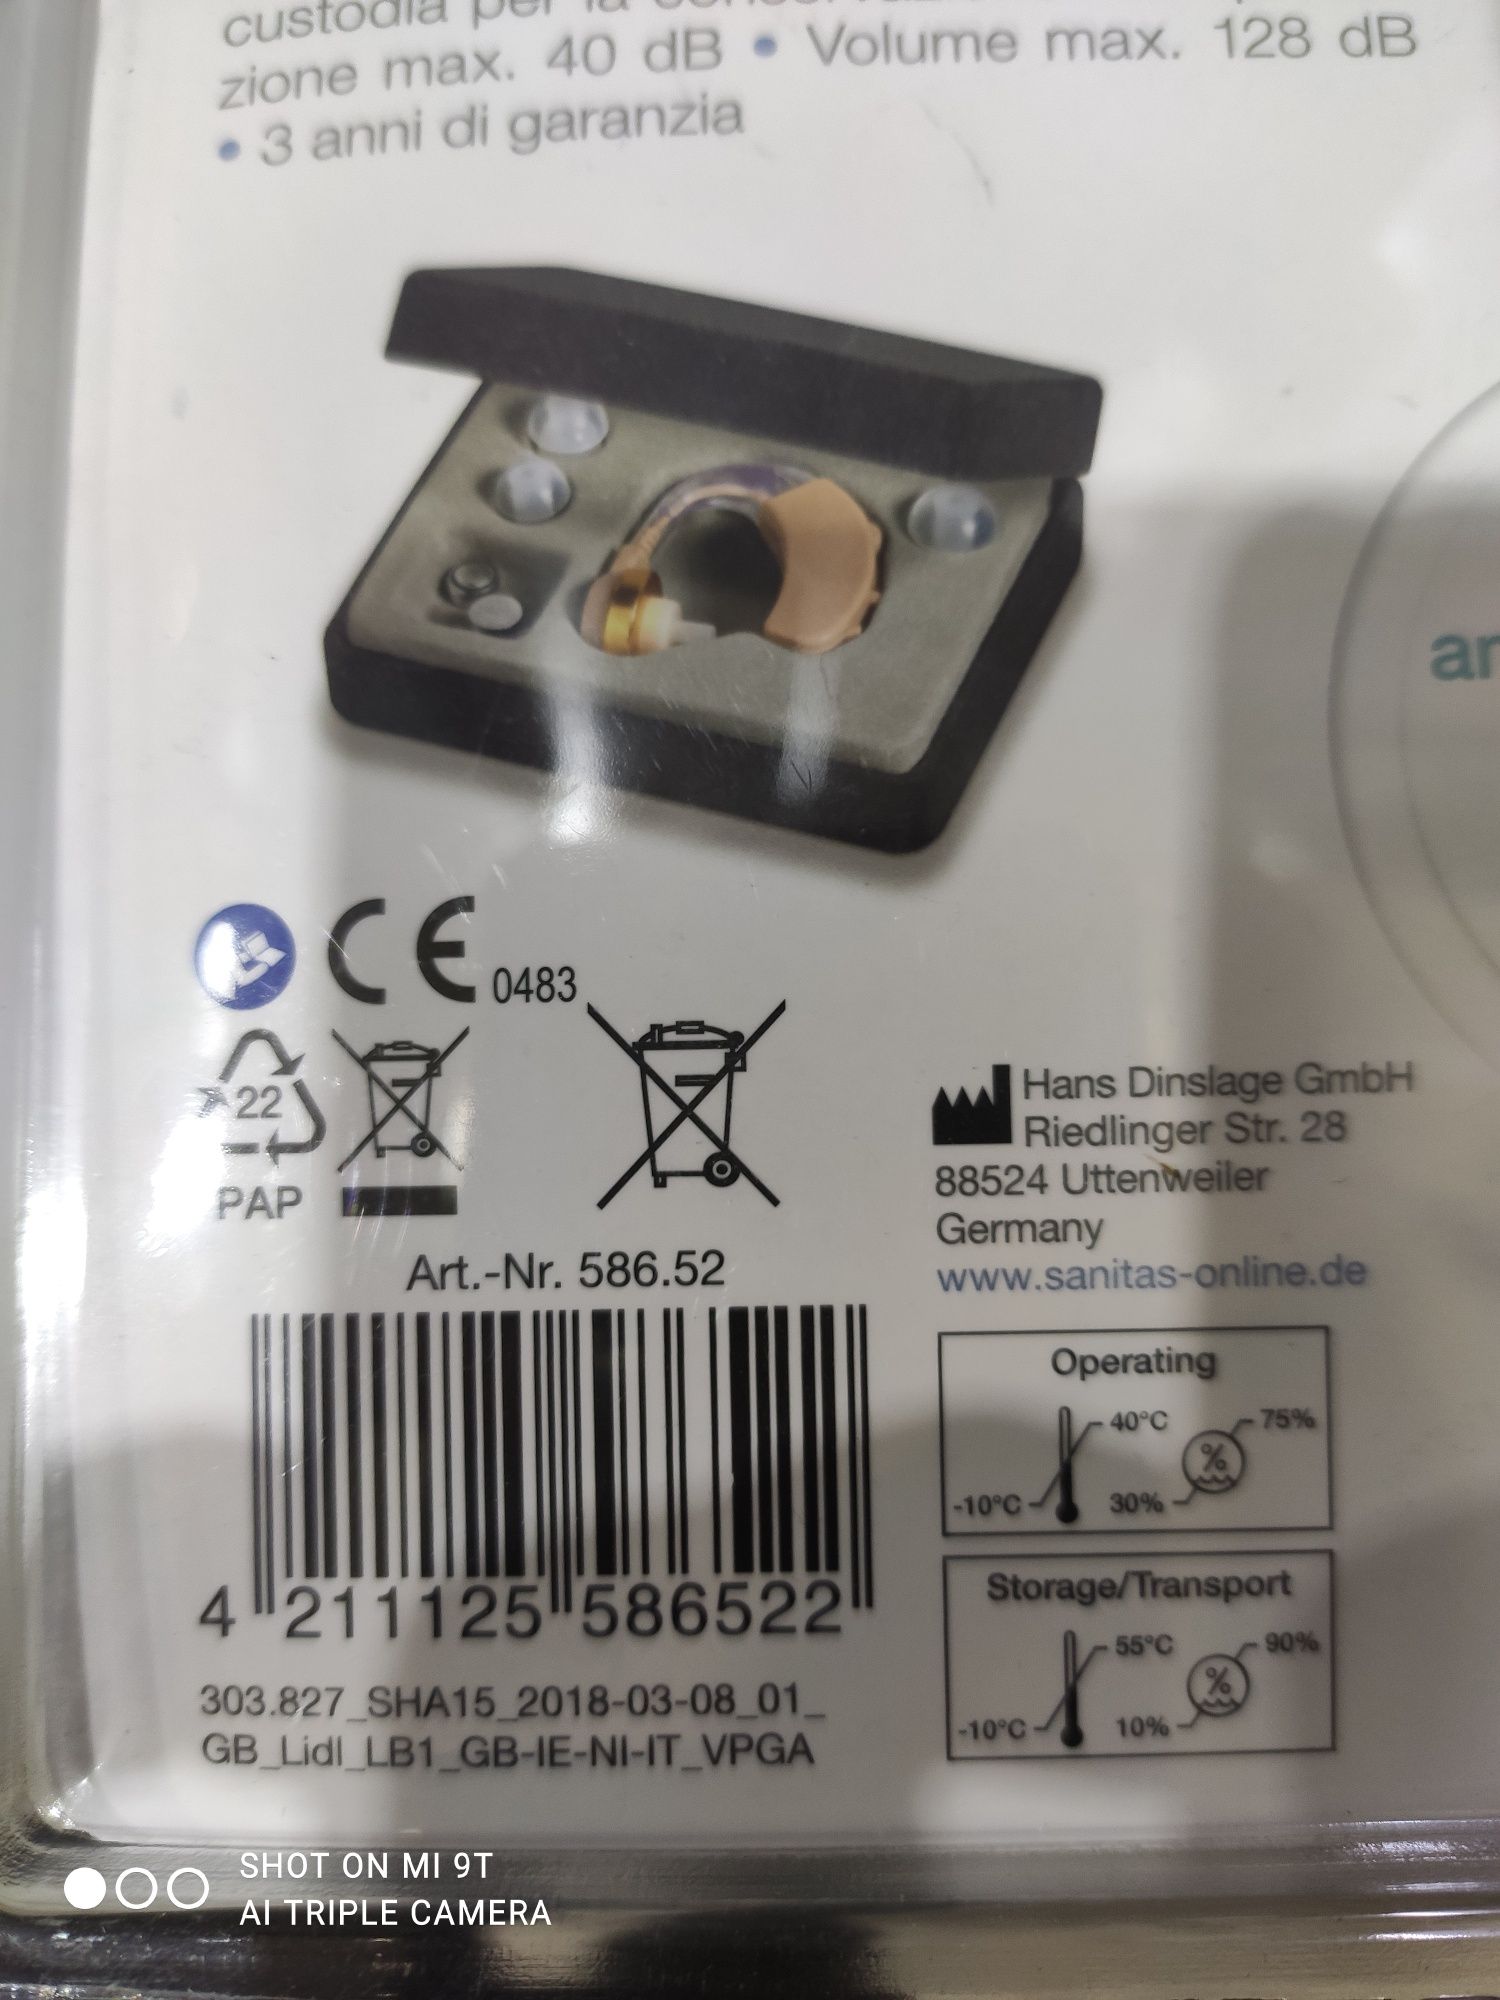 custodia per la
zione max. 40 dB • Volume max. 128 dB
• 3 anni di garanzia
CE 0483
22
PAP
Hans Dinslage GmbH
Riedlinger Str. 28
88524 Uttenweiler
Germany
www.sanitas-online.de
Art.-Nr. 586.52
4 211125 586522
303.827_SHA15_2018-03-08_01_
GB_Lidl_LB1_GB-IE-NI-IT_VPGA
Operating
40°C
75%
%
-10°C
30%
Storage/Transport
55°C
90%
%
-10°C
10%
SHOT ON MI 9T
AI TRIPLE CAMERA